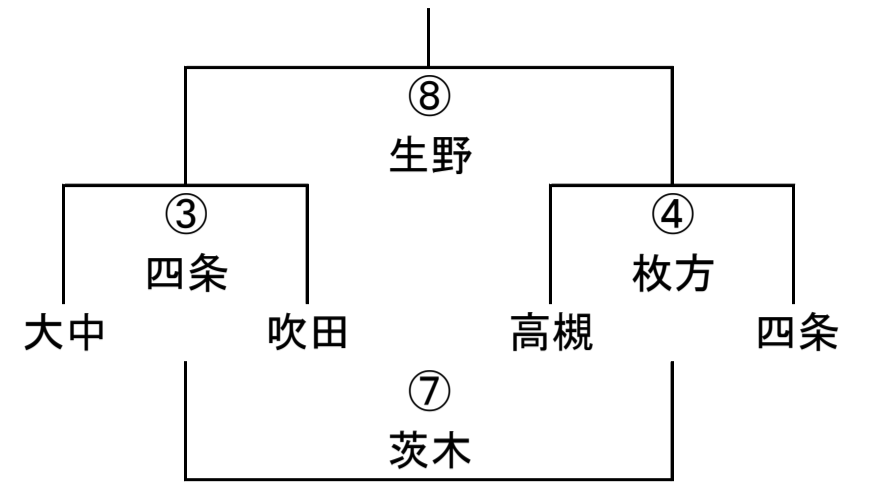 ⑧
生野
③
④
四条
枚方
大中
吹田
高槻
四条
⑦
茨木